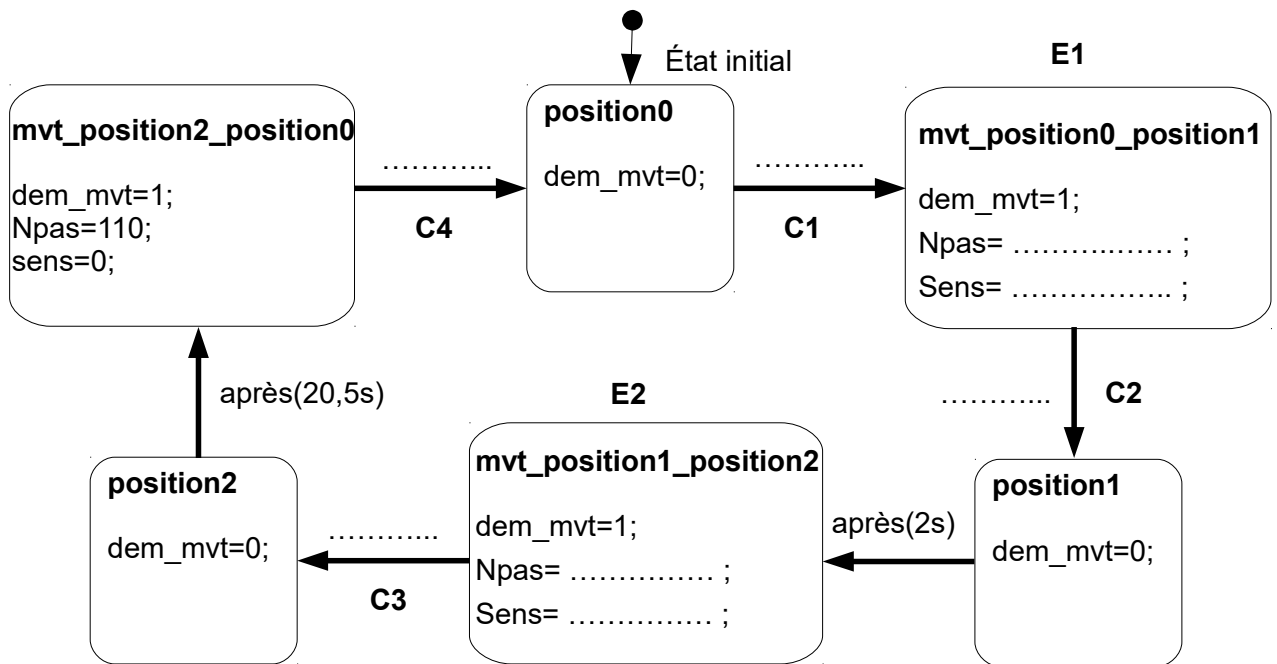 État initial
E1
mvt_position2_position0
dem_mvt=1;
Npas=110;
sens=0;
………...
C4
position0
dem_mvt=0;
………...
C1
mvt_position0_position1
dem_mvt=1;
Npas= ………..…… ;
Sens= …………….. ;
………...
C2
position1
dem_mvt=0;
après(2s)
E2
mvt_position1_position2
dem_mvt=1;
Npas= …………… ;
Sens= …………… ;
………...
C3
position2
dem_mvt=0;
après(20,5s)